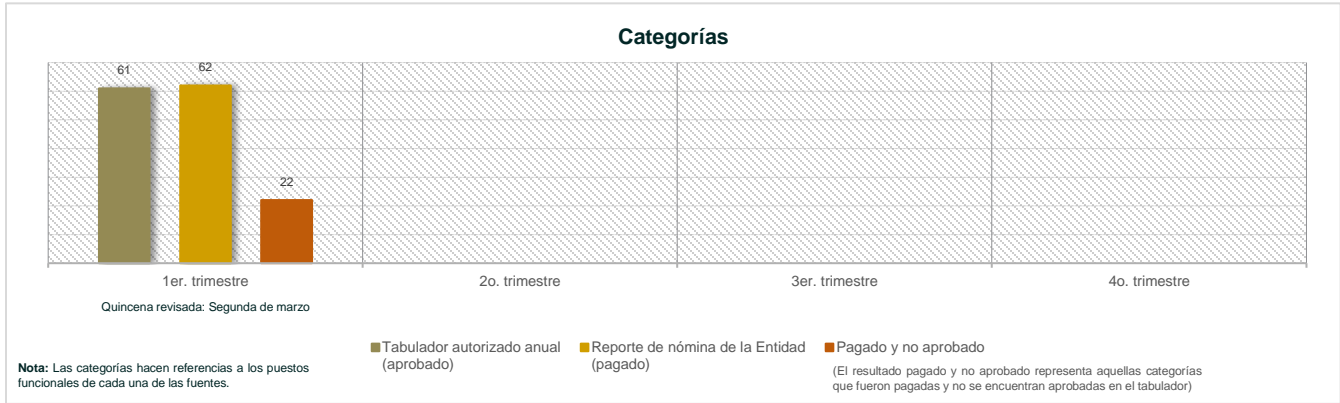 Categorías
61
62
22
1er. trimestre
2o. trimestre
3er. trimestre
4o. trimestre
Quincena revisada: Segunda de marzo
Tabulador autorizado anual
(aprobado)
Reporte de nómina de la Entidad
(pagado)
Pagado y no aprobado
(El resultado pagado y no aprobado representa aquellas categorías
que fueron pagadas y no se encuentran aprobadas en el tabulador)
Nota: Las categorías hacen referencias a los puestos
funcionales de cada una de las fuentes.